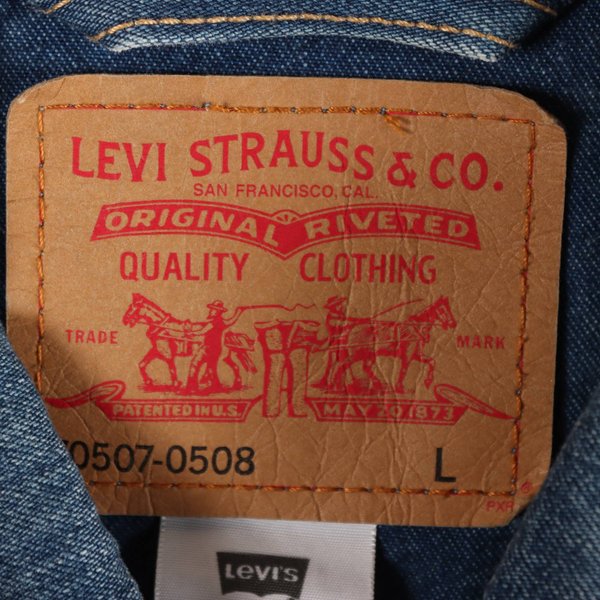 LEVI STRAUSS & CO.
SAN FRANCISCO, CAL.
ORIGINAL RIVETED
QUALITY CLOTHING
TRADE MARK
PATENTED IN U.S. MAY 20 1873
70507-0508 L
PXR
LEVI'S